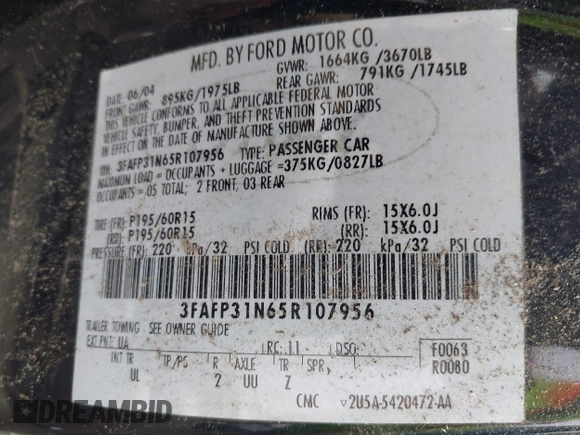 MFD. BY FORD MOTOR CO.
DATE: 06/04 GVWR: 1664KG /3670LB
FRONT GAWR: 895KG/1975LB REAR GAWR: 791KG /1745LB
THIS VEHICLE CONFORMS TO ALL APPLICABLE FEDERAL MOTOR
VEHICLE SAFETY, BUMPER, AND THEFT PREVENTION STANDARDS
IN EFFECT ON THE DATE OF MANUFACTURE SHOWN ABOVE.
VIN: 3FAFP31N65R107956 TYPE: PASSENGER CAR
MAXIMUM LOAD = OCCUPANTS + LUGGAGE =375KG/0827LB
OCCUPANTS = 05 TOTAL; 2 FRONT, 03 REAR
TIRE (FR): P195/60R15 RIMS (FR): 15X6.0J
(RR): P195/60R15 (RR): 15X6.0J
PRESSURE (FR): 220 kPa/32 PSI COLD (RR): 220 kPa/32 PSI COLD
3FAFP31N65R107956
TRAILER TOWING - SEE OWNER GUIDE
EXT PNT: UA RC: 11 DSO: F0063
INT TR TP/PS R AXLE TR SPR R0080
UL 2 UU Z
CMC ▽2U5A-5420472-AA
DREAMBID